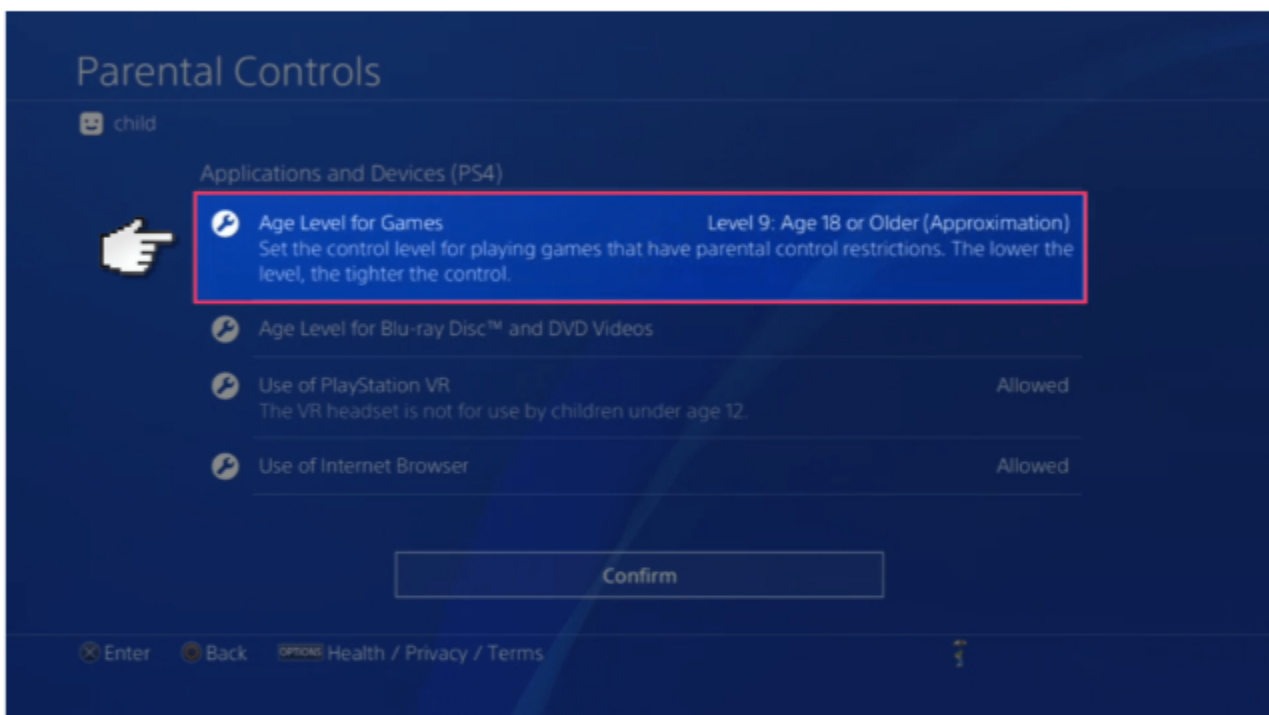 Parental Controls
child
Applications and Devices (PS4)
Age Level for Games Level 9: Age 18 or Older (Approximation)
Set the control level for playing games that have parental control restrictions. The lower the
level, the tighter the control.
Age Level for Blu-ray Disc™ and DVD Videos
Use of PlayStation VR Allowed
The VR headset is not for use by children under age 12.
Use of Internet Browser Allowed
Confirm
Enter Back OPTIONS Health / Privacy / Terms